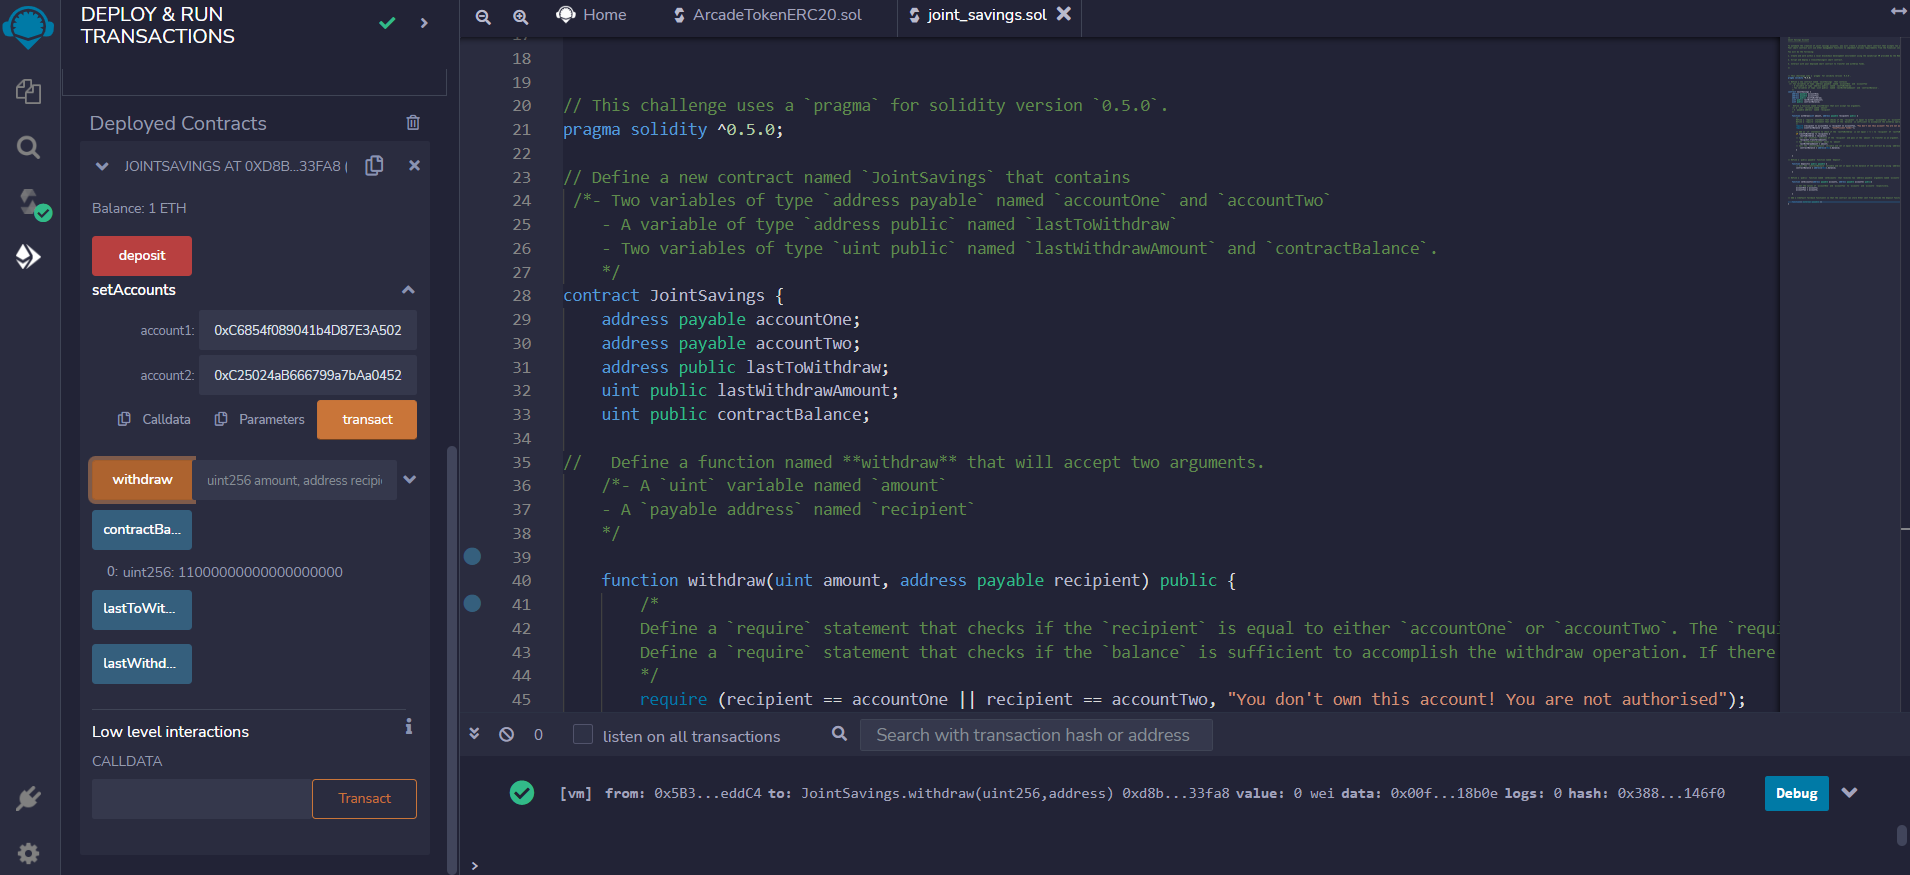 DEPLOY & RUN
TRANSACTIONS
Deployed Contracts
JOINTSAVINGS AT 0XD8B...33FA8 (
Balance: 1 ETH
deposit
setAccounts
account1: 0xC6854f089041b4D87E3A502
account2: 0xC25024aB666799a7bAa0452
Calldata Parameters transact
withdraw uint256 amount, address recipi
contractBa...
0: uint256: 11000000000000000000
lastToWit...
lastWithd...
Low level interactions
CALLDATA
Transact
Home ArcadeTokenERC20.sol joint_savings.sol
18
19
20 // This challenge uses a `pragma` for solidity version `0.5.0`.
21 pragma solidity ^0.5.0;
22
23 // Define a new contract named `JointSavings` that contains
24 /*- Two variables of type `address payable` named `accountOne` and `accountTwo`
25 - A variable of type `address public` named `lastToWithdraw`
26 - Two variables of type `uint public` named `lastWithdrawAmount` and `contractBalance`.
27 */
28 contract JointSavings {
29 address payable accountOne;
30 address payable accountTwo;
31 address public lastToWithdraw;
32 uint public lastWithdrawAmount;
33 uint public contractBalance;
34
35 // Define a function named **withdraw** that will accept two arguments.
36 /*- A `uint` variable named `amount`
37 - A `payable address` named `recipient`
38 */
39
40 function withdraw(uint amount, address payable recipient) public {
41 /*
42 Define a `require` statement that checks if the `recipient` is equal to either `accountOne` or `accountTwo`. The `requi
43 Define a `require` statement that checks if the `balance` is sufficient to accomplish the withdraw operation. If there
44 */
45 require (recipient == accountOne || recipient == accountTwo, "You don't own this account! You are not authorised");
0 listen on all transactions Search with transaction hash or address
[vm] from: 0x5B3...eddC4 to: JointSavings.withdraw(uint256,address) 0xd8b...33fa8 value: 0 wei data: 0x00f...18b0e logs: 0 hash: 0x388...146f0 Debug
>